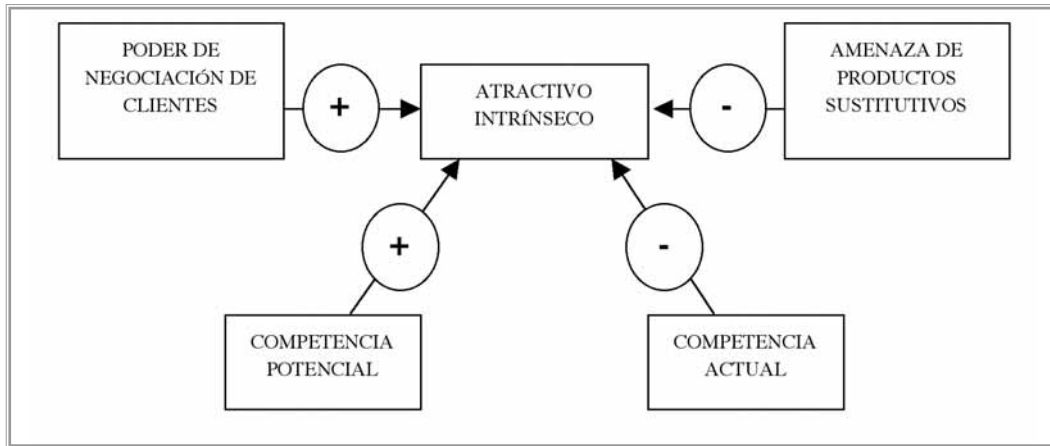 PODER DE
NEGOCIACIÓN DE
CLIENTES
+
ATRACTIVO
INTRÍNSECO
-
AMENAZA DE
PRODUCTOS
SUSTITUTIVOS
+
-
COMPETENCIA
POTENCIAL
COMPETENCIA
ACTUAL